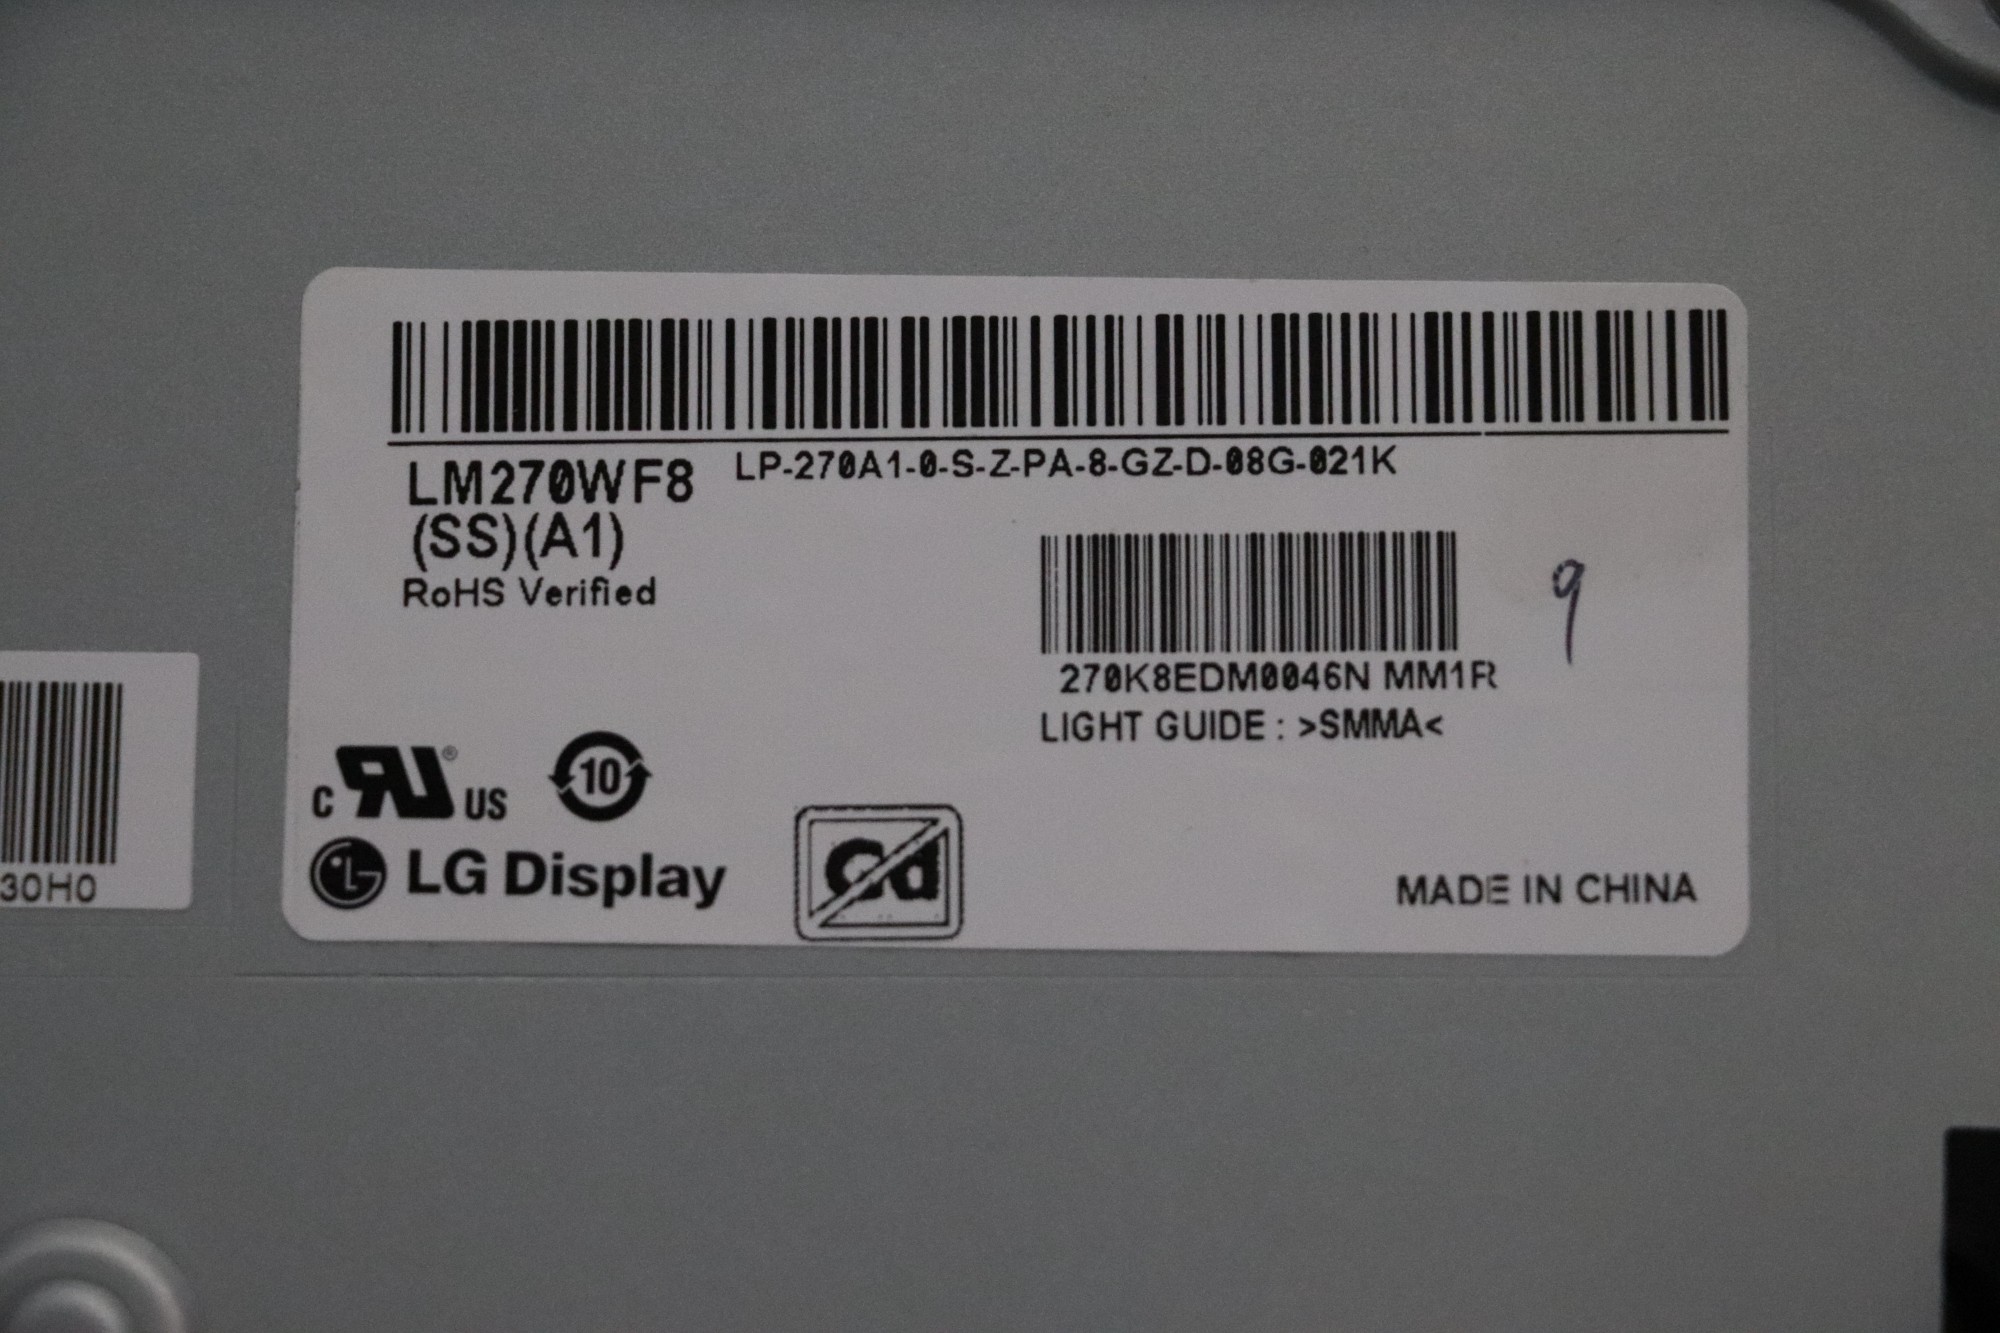 LM270WF8
(SS)(A1)
RoHS Verified
LP-270A1-0-S-Z-PA-8-GZ-D-08G-021K
270K8EDM0046N MM1R
9
LIGHT GUIDE : >SMMA<
30H0
c RU® US
10
LG Display
Cd
MADE IN CHINA